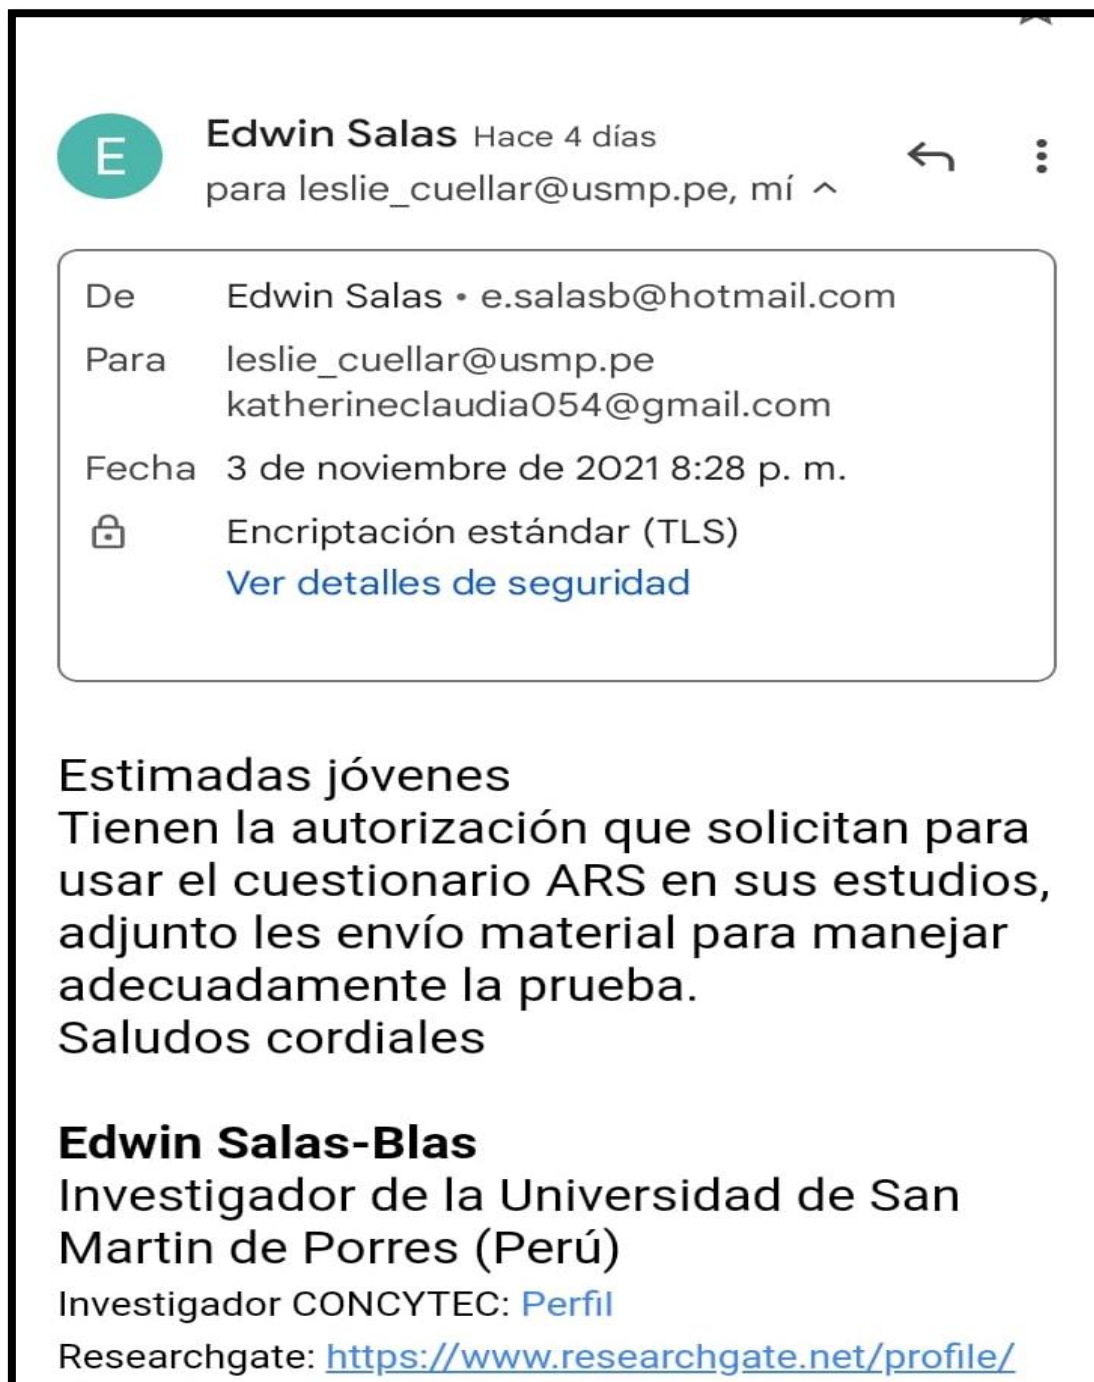 E
Edwin Salas Hace 4 días
para leslie_cuellar@usmp.pe, mí
De Edwin Salas • e.salasb@hotmail.com
Para leslie_cuellar@usmp.pe
katherineclaudia054@gmail.com
Fecha 3 de noviembre de 2021 8:28 p. m.
Encriptación estándar (TLS)
Ver detalles de seguridad
Estimadas jóvenes
Tienen la autorización que solicitan para
usar el cuestionario ARS en sus estudios,
adjunto les envío material para manejar
adecuadamente la prueba.
Saludos cordiales
Edwin Salas-Blas
Investigador de la Universidad de San
Martin de Porres (Perú)
Investigador CONCYTEC: Perfil
Researchgate: https://www.researchgate.net/profile/